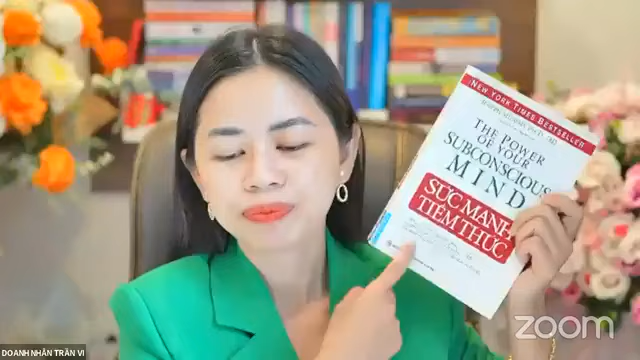 NEW YORK TIMES BESTSELLER
THE POWER
OF YOUR
SUBCONSCIOUS
MIND
SỨC MẠNH
TIỀM THỨC
zoom
DOANH NHÂN TRẦN VI